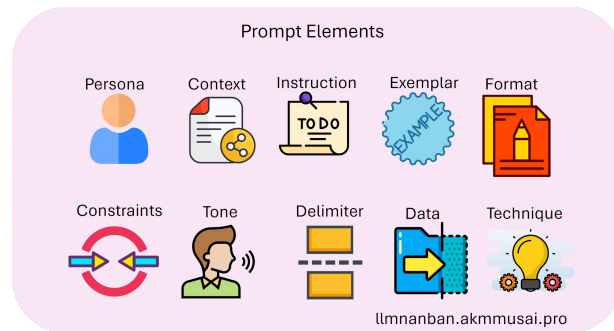 Prompt Elements
Persona
Context
Instruction
Exemplar
Format
TO DO
EXAMPLE
Constraints
Tone
Delimiter
Data
Technique
llmnanban.akmmusai.pro